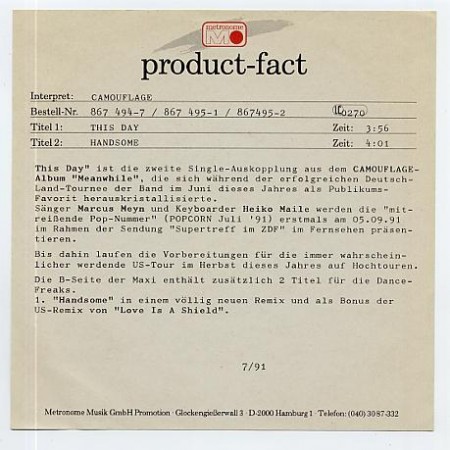 metronome
product-fact
Interpret: CAMOUFLAGE
Bestell-Nr. 867 494-7 / 867 495-1 / 867495-2 0270
Titel 1: THIS DAY Zeit: 3:56
Titel 2: HANDSOME Zeit: 4:01
This Day" ist die zweite Single-Auskopplung aus dem CAMOUFLAGE-
Album "Meanwhile", die sich während der erfolgreichen Deutsch-
Land-Tournee der Band im Juni dieses Jahres als Publikums-
Favorit herauskristallisierte.
Sänger Marcus Meyn und Keyboarder Heiko Maile werden die "mit-
reißende Pop-Nummer" (POPCORN Juli '91) erstmals am 05.09.91
im Rahmen der Sendung "Supertreff im ZDF" im Fernsehen präsen-
tieren.
Bis dahin laufen die Vorbereitungen für die immer wahrschein-
licher werdende US-Tour im Herbst dieses Jahres auf Hochtouren.
Die B-Seite der Maxi enthält zusätzlich 2 Titel für die Dance-
Freaks.
1. "Handsome" in einem völlig neuen Remix und als Bonus der
US-Remix von "Love Is A Shield".
7/91
Metronome Musik GmbH Promotion · Glockengießerwall 3 · D-2000 Hamburg 1 · Telefon: (040) 30 87-332